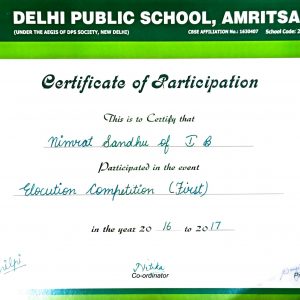 DELHI PUBLIC SCHOOL, AMRITSA
(UNDER THE AEGIS OF DPS SOCIETY, NEW DELHI) CBSE AFFILIATION No.: 1630407 School Code: 2
Certificate of Participation
This is to Certify that
Nimrat Sandhu of I B
Participated in the event
Elocution Competition (First)
in the year 2016 to 2017
Co-ordinator